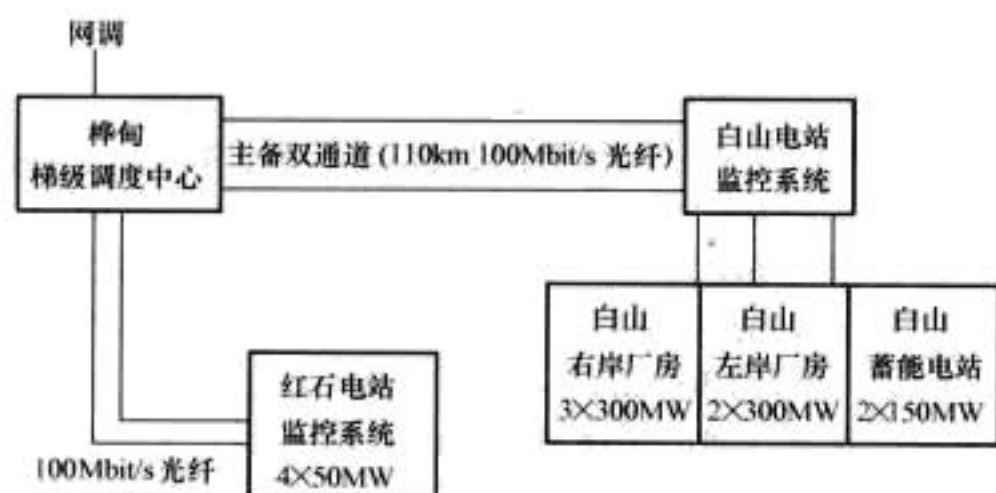 网调
桦甸
梯级调度中心
主备双通道(110km 100Mbit/s 光纤)
白山电站
监控系统
白山
右岸厂房
3×300MW
白山
左岸厂房
2×300MW
白山
蓄能电站
2×150MW
红石电站
监控系统
4×50MW
100Mbit/s 光纤